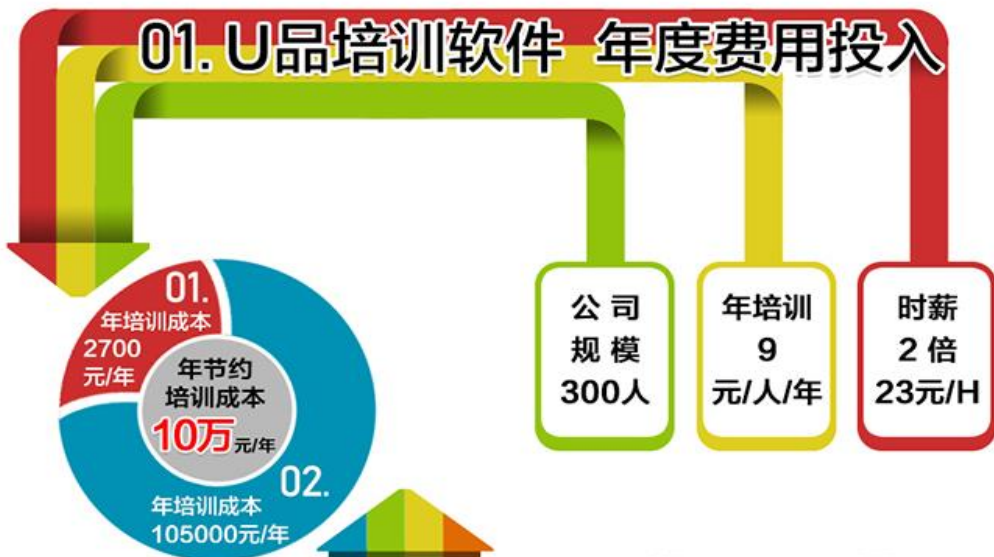 01. U品培训软件 年度费用投入
01.
年培训成本
2700
元/年
年节约
培训成本
10万元/年
02.
年培训成本
105000元/年
公司
规模
300人
年培训
9
元/人/年
时薪
2倍
23元/H